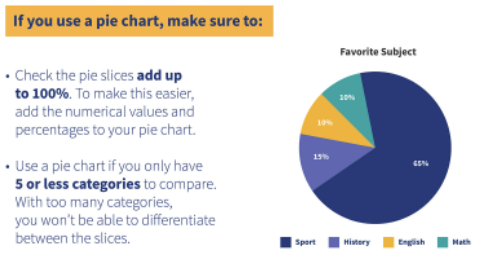 If you use a pie chart, make sure to:
• Check the pie slices add up
to 100%. To make this easier,
add the numerical values and
percentages to your pie chart.
• Use a pie chart if you only have
5 or less categories to compare.
With too many categories,
you won't be able to differentiate
between the slices.
Favorite Subject
10%
10%
15%
65%
Sport History English Math